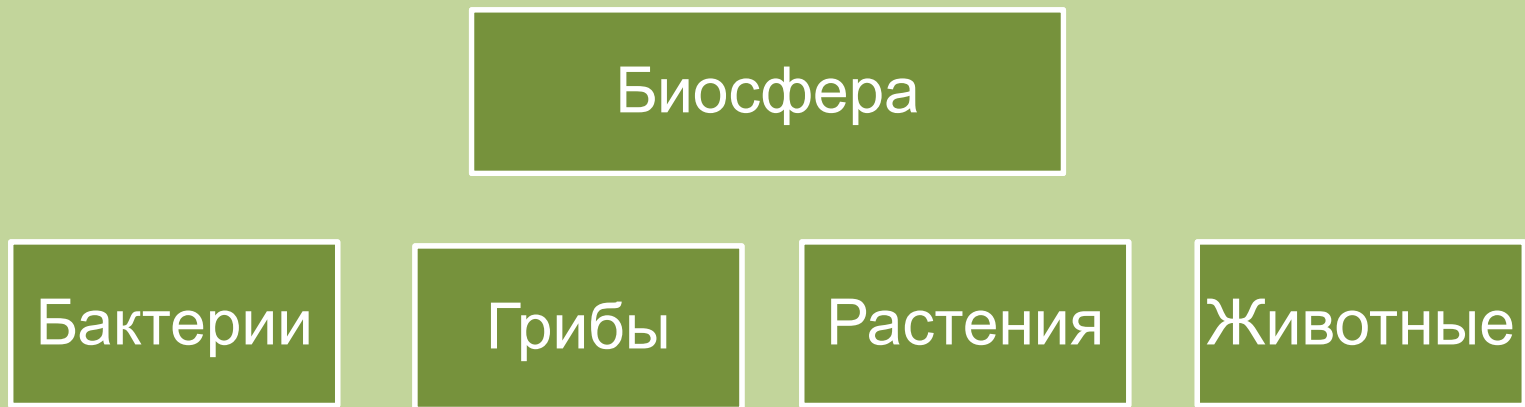 Биосфера
Бактерии
Грибы
Растения
Животные